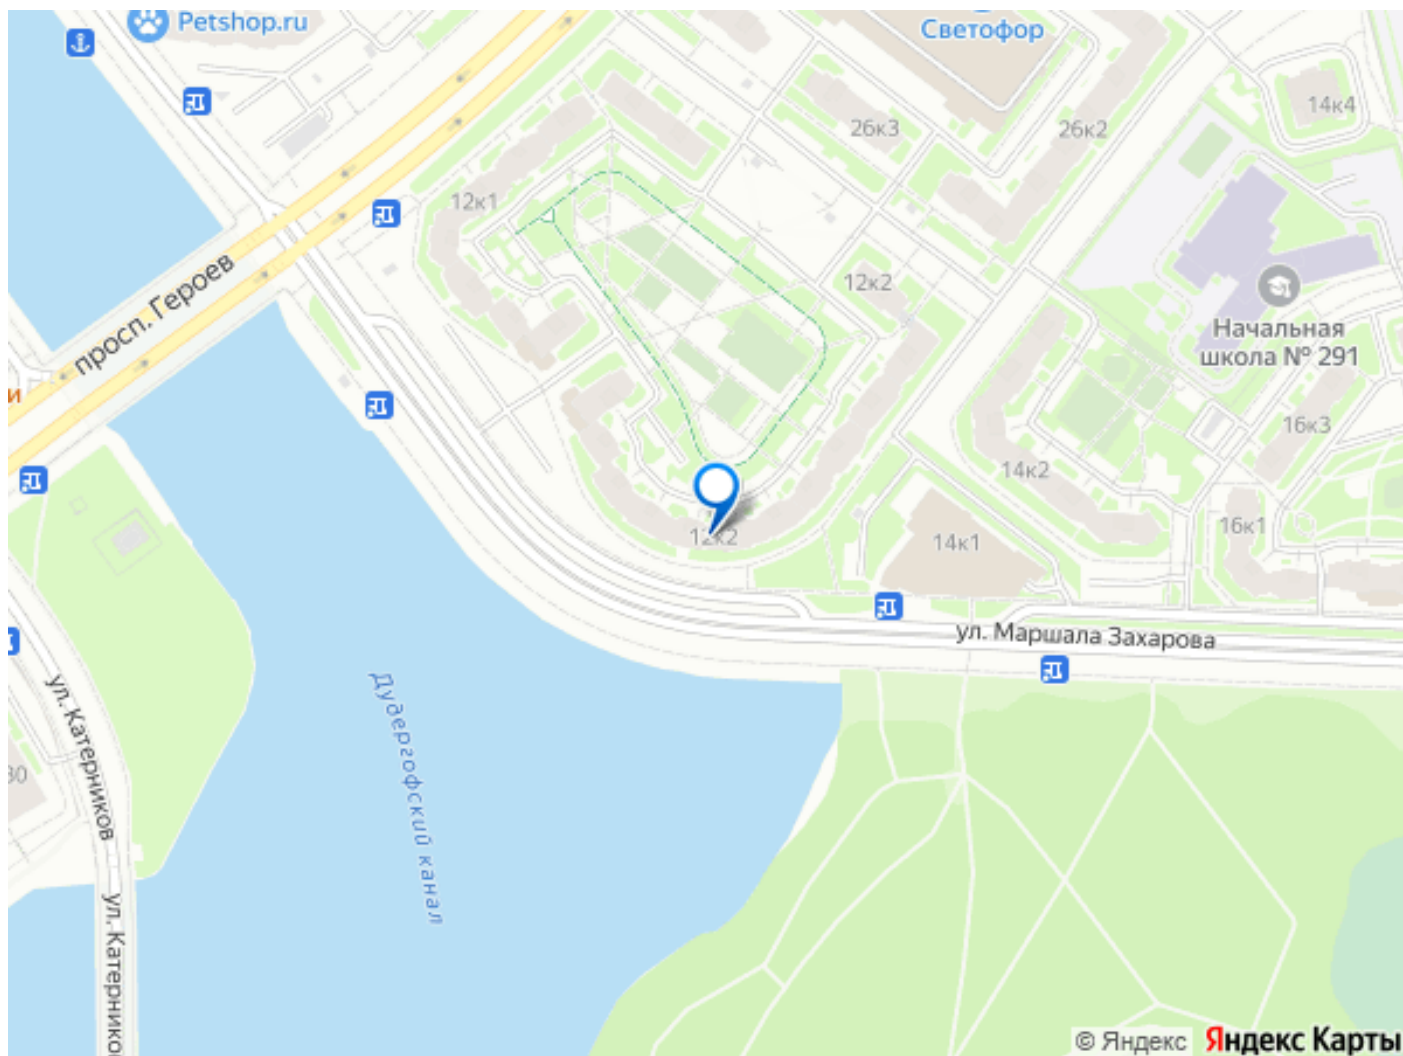 Petshop.ru
Светофор
14к4
26к3
26к2
12к1
просп. Героев
12к2
Начальная
школа № 291
16к3
14к2
16к1
12к2
14к1
ул. Маршала Захарова
ул. Катерников
Дудергофский канал
ул. Катерников
© Яндекс
Яндекс Карты